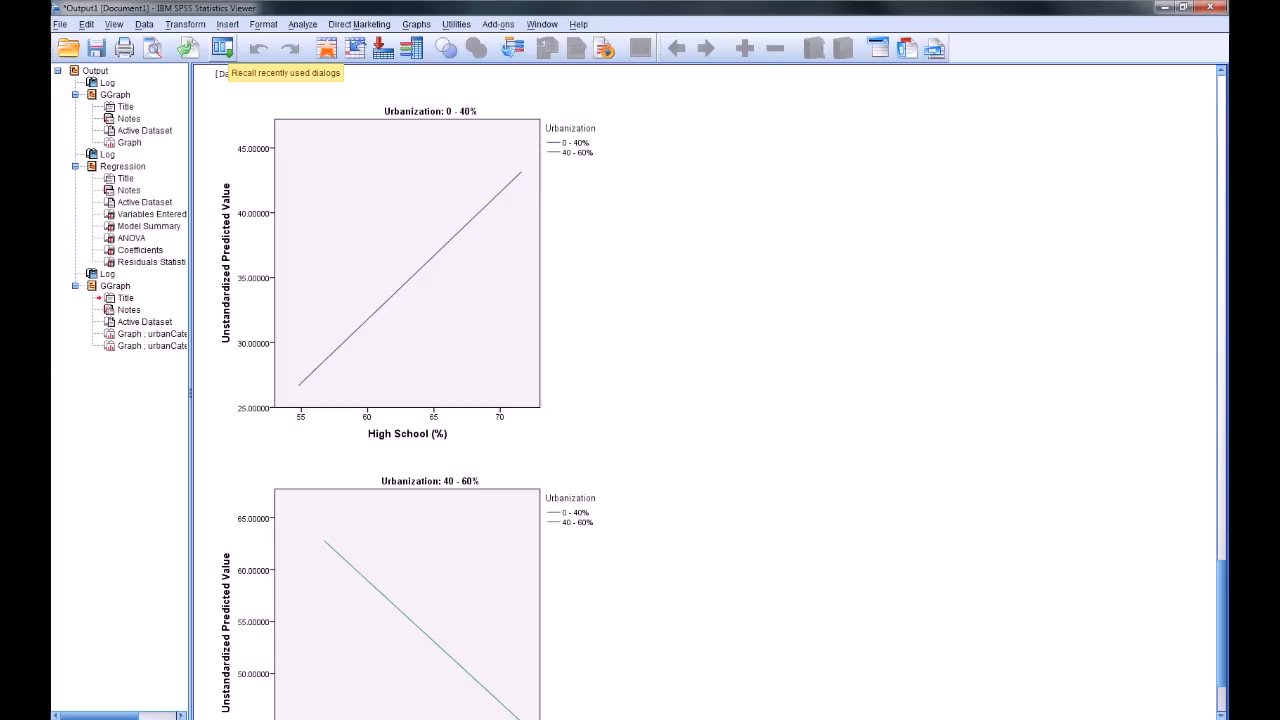 *Output1 [Document1] - IBM SPSS Statistics Viewer
File Edit View Data Transform Insert Format Analyze Direct Marketing Graphs Utilities Add-ons Window Help
Recall recently used dialogs
[Da
Output
Log
GGraph
Title
Notes
Active Dataset
Graph
Log
Regression
Title
Notes
Active Dataset
Variables Entered
Model Summary
ANOVA
Coefficients
Residuals Statisti
Log
GGraph
Title
Notes
Active Dataset
Graph ; urbanCate
Graph ; urbanCate
Urbanization: 0 - 40%
Urbanization
0 - 40%
40 - 60%
Unstandardized Predicted Value
45.00000
40.00000
35.00000
30.00000
25.00000
55 60 65 70
High School (%)
Urbanization: 40 - 60%
Urbanization
0 - 40%
40 - 60%
Unstandardized Predicted Value
65.00000
60.00000
55.00000
50.00000